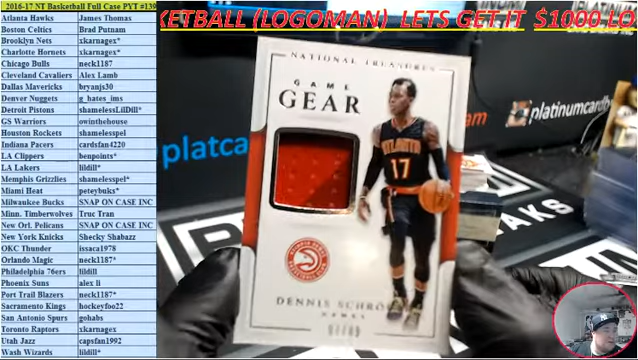 2016-17 NT Basketball Full Case PYT #139
Atlanta Hawks James Thomas
Boston Celtics Brad Putnam
Brooklyn Nets xkarnagex*
Charlotte Hornets xkarnagex*
Chicago Bulls neck1187
Cleveland Cavaliers Alex Lamb
Dallas Mavericks bryanjs30
Denver Nuggets g_hates_ims
Detroit Pistons shamelessLilDill*
GS Warriors owinthehouse
Houston Rockets shamelesspel
Indiana Pacers cardsfan4220
LA Clippers benpoints*
LA Lakers lildill*
Memphis Grizzlies shamelesspel*
Miami Heat peteybuks*
Milwaukee Bucks SNAP ON CASE INC
Minn. Timberwolves Truc Tran
New Orl. Pelicans SNAP ON CASE INC
New York Knicks Shecky Shabazz
OKC Thunder issaca1978
Orlando Magic neck1187*
Philadelphia 76ers lildill
Phoenix Suns alex li
Port Trail Blazers neck1187*
Sacramento Kings hockeyfoo22
San Antonio Spurs gohabs
Toronto Raptors xkarnagex
Utah Jazz capsfan1992
Wash Wizards lildill*
KETBALL (LOGOMAN) LETS GET IT $1000 LO
NATIONAL TREASURES
GAME
GEAR
ATLANTA
17
DENNIS SCHRÖ
HAWKS
platcar
platinumcardb
REAKS